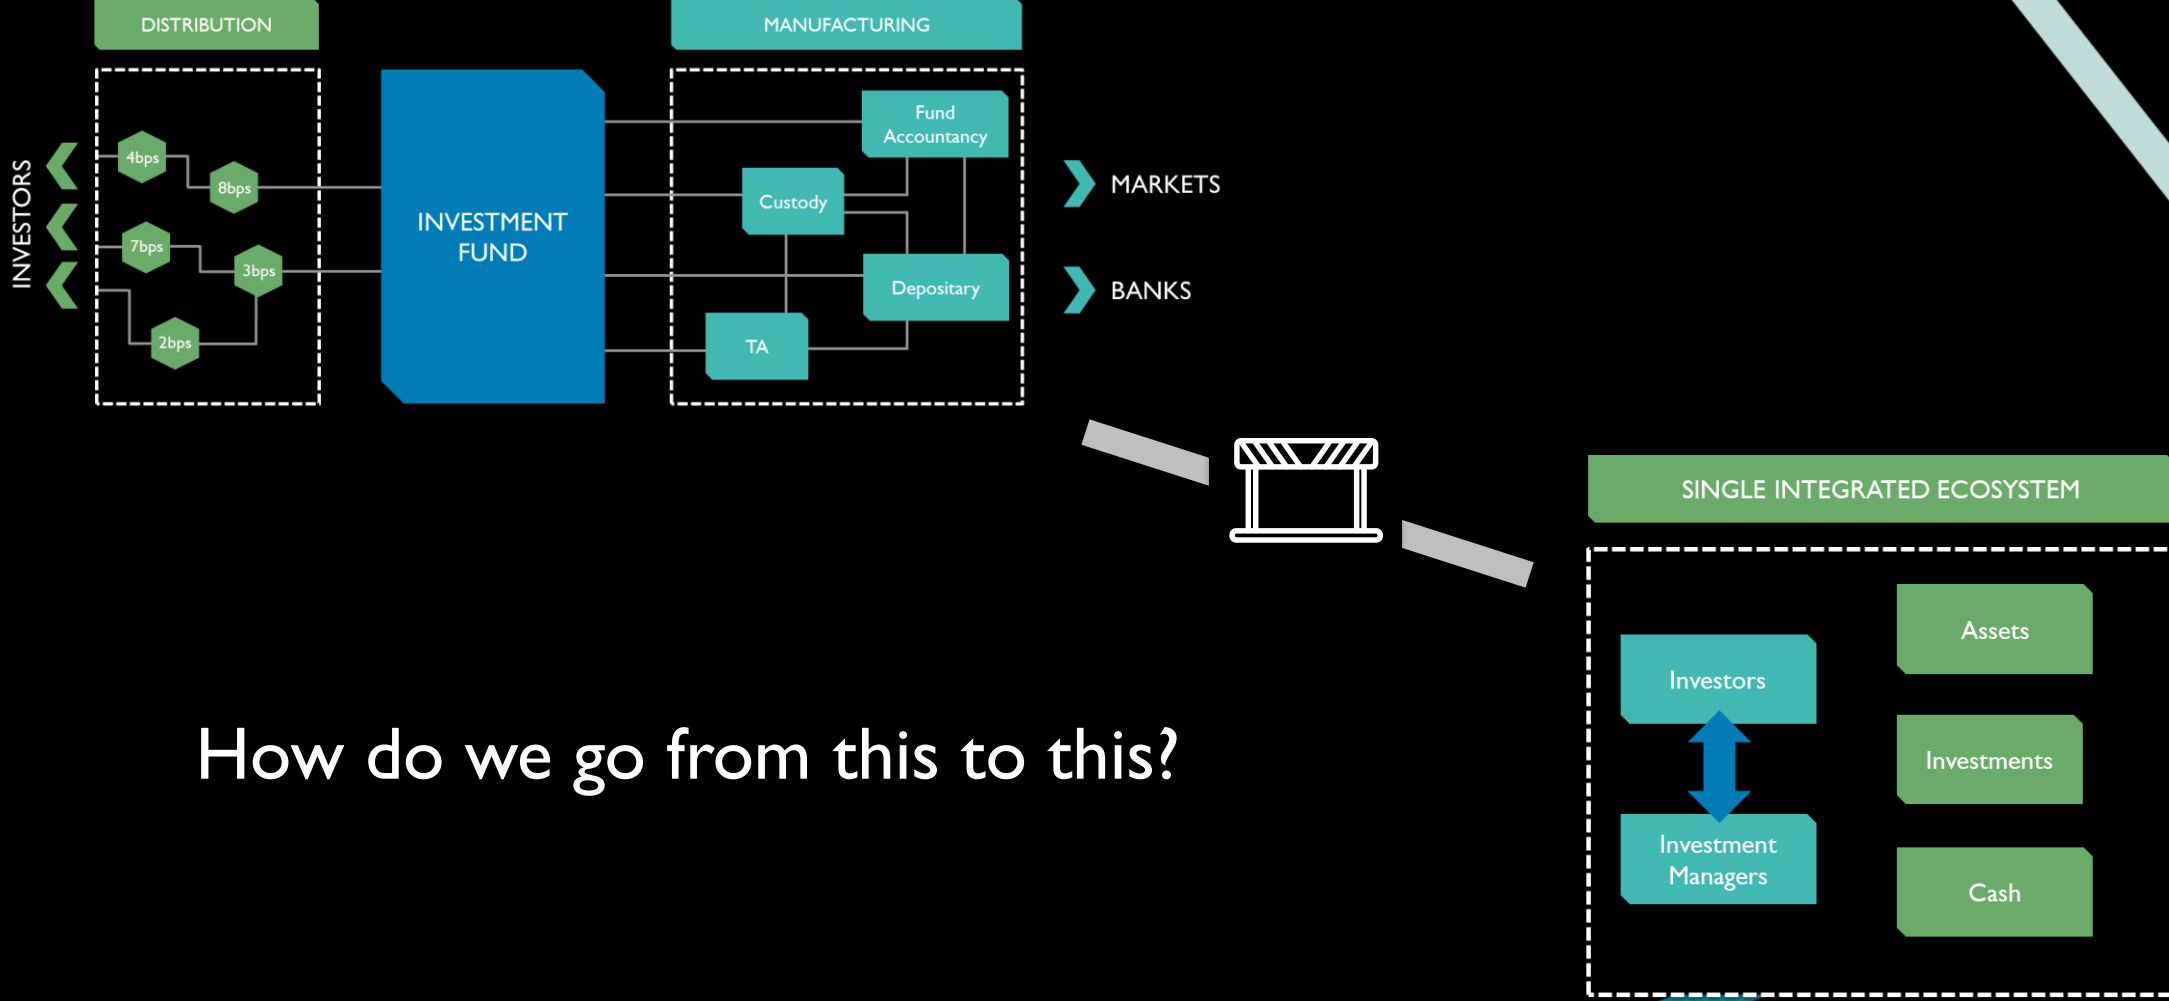 DISTRIBUTION
MANUFACTURING
INVESTORS
4bps
8bps
7bps
3bps
2bps
INVESTMENT
FUND
Fund
Accountancy
Custody
Depositary
TA
MARKETS
BANKS
SINGLE INTEGRATED ECOSYSTEM
Investors
Investment
Managers
Assets
Investments
Cash
How do we go from this to this?